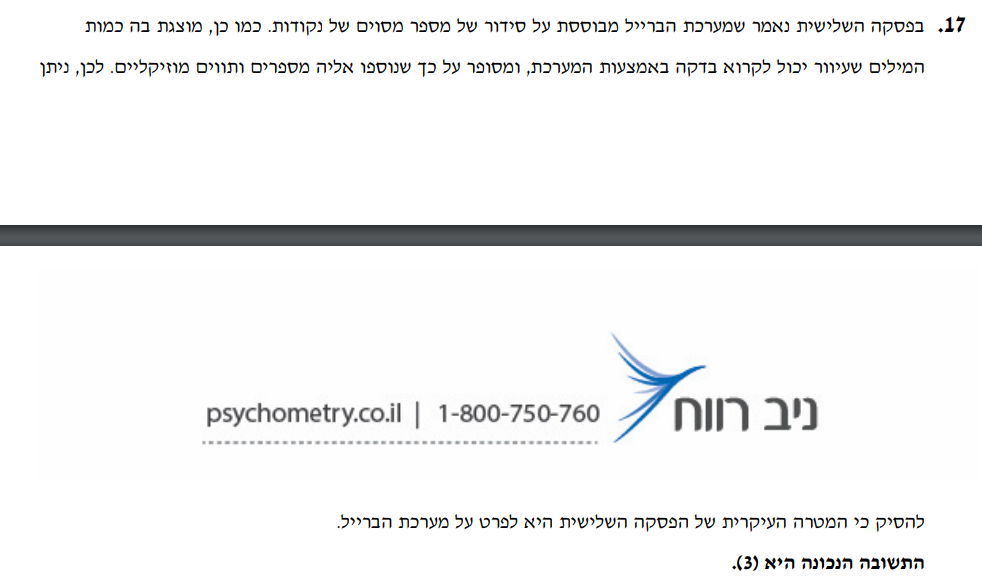 17. בפסקה השלישית נאמר שמערכת הברייל מבוססת על סידור של מספר מסוים של נקודות. כמו כן, מוצגת בה כמות
המילים שעיוור יכול לקרוא בדקה באמצעות המערכת, ומסופר על כך שנוספו אליה מספרים ותווים מוזיקליים. לכן, ניתן
ניב רווח
psychometry.co.il | 1-800-750-760
להסיק כי המטרה העיקרית של הפסקה השלישית היא לפרט על מערכת הברייל.
התשובה הנכונה היא (3).